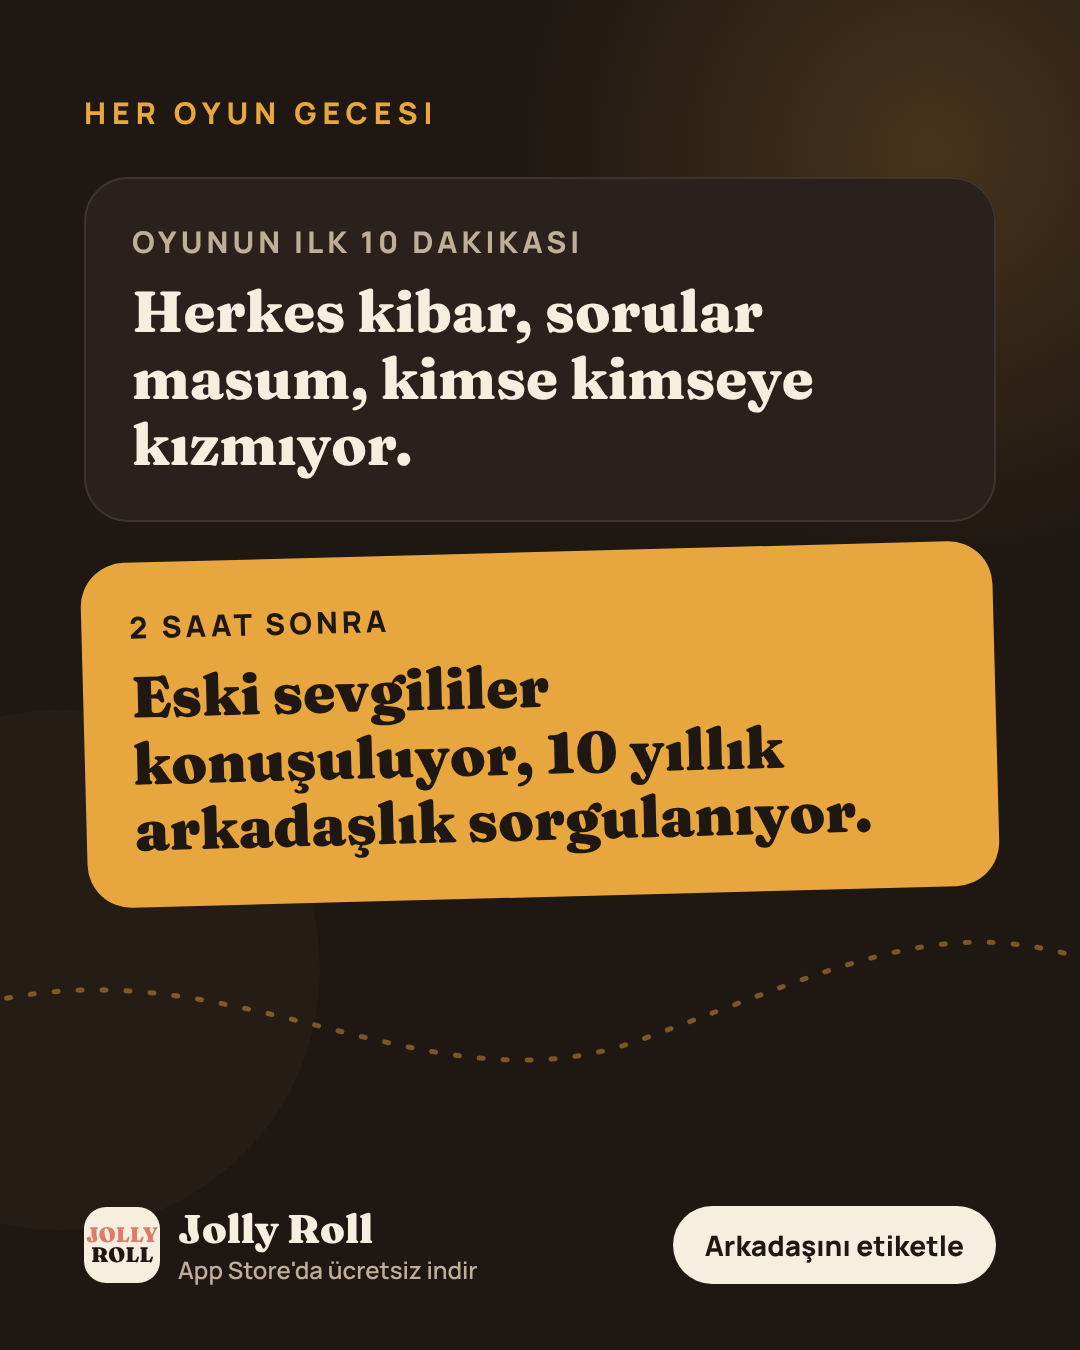 HER OYUN GECESI
OYUNUN ILK 10 DAKIKASI
Herkes kibar, sorular
masum, kimse kimseye
kızmıyor.
2 SAAT SONRA
Eski sevgililer
konuşuluyor, 10 yıllık
arkadaşlık sorgulanıyor.
JOLLY
ROLL
Jolly Roll
App Store'da ücretsiz indir
Arkadaşını etiketle